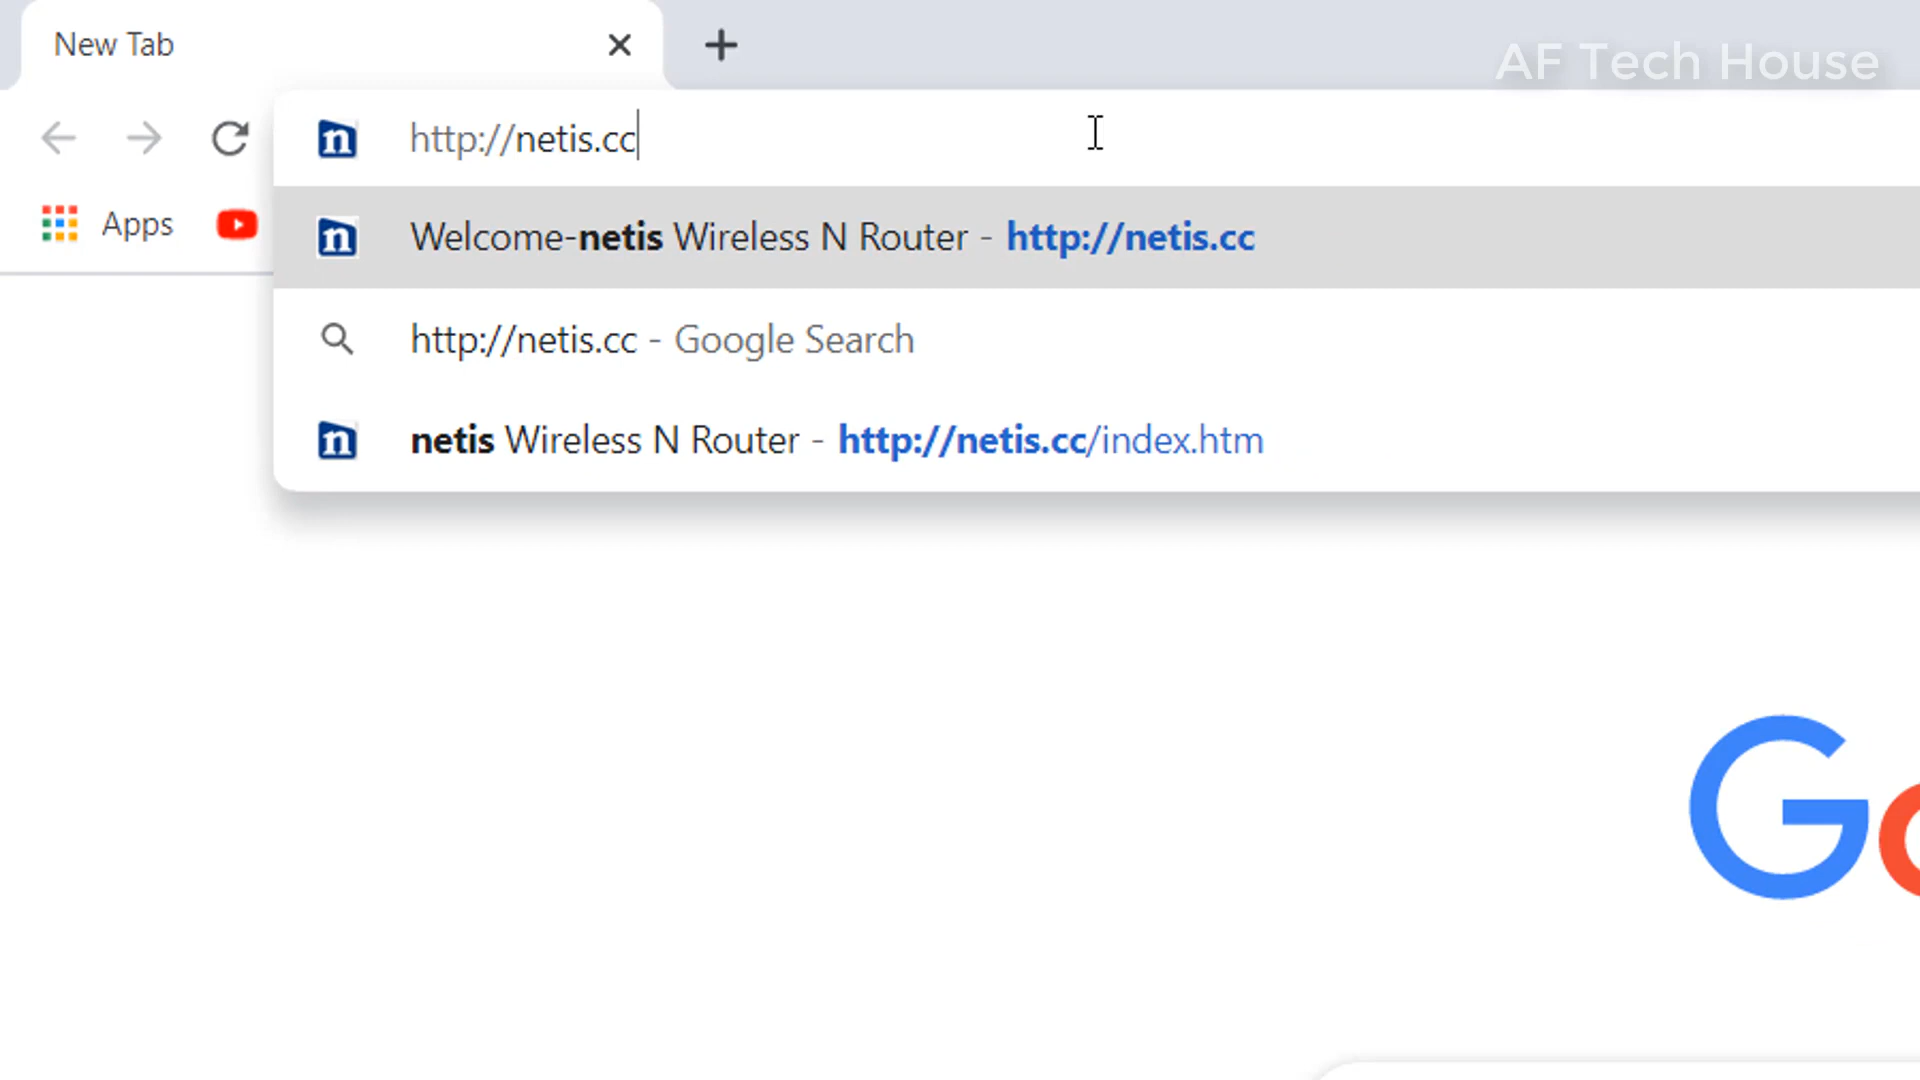 New Tab
AF Tech House
http://netis.cc
Apps
Welcome-netis Wireless N Router - http://netis.cc
http://netis.cc - Google Search
netis Wireless N Router - http://netis.cc/index.htm